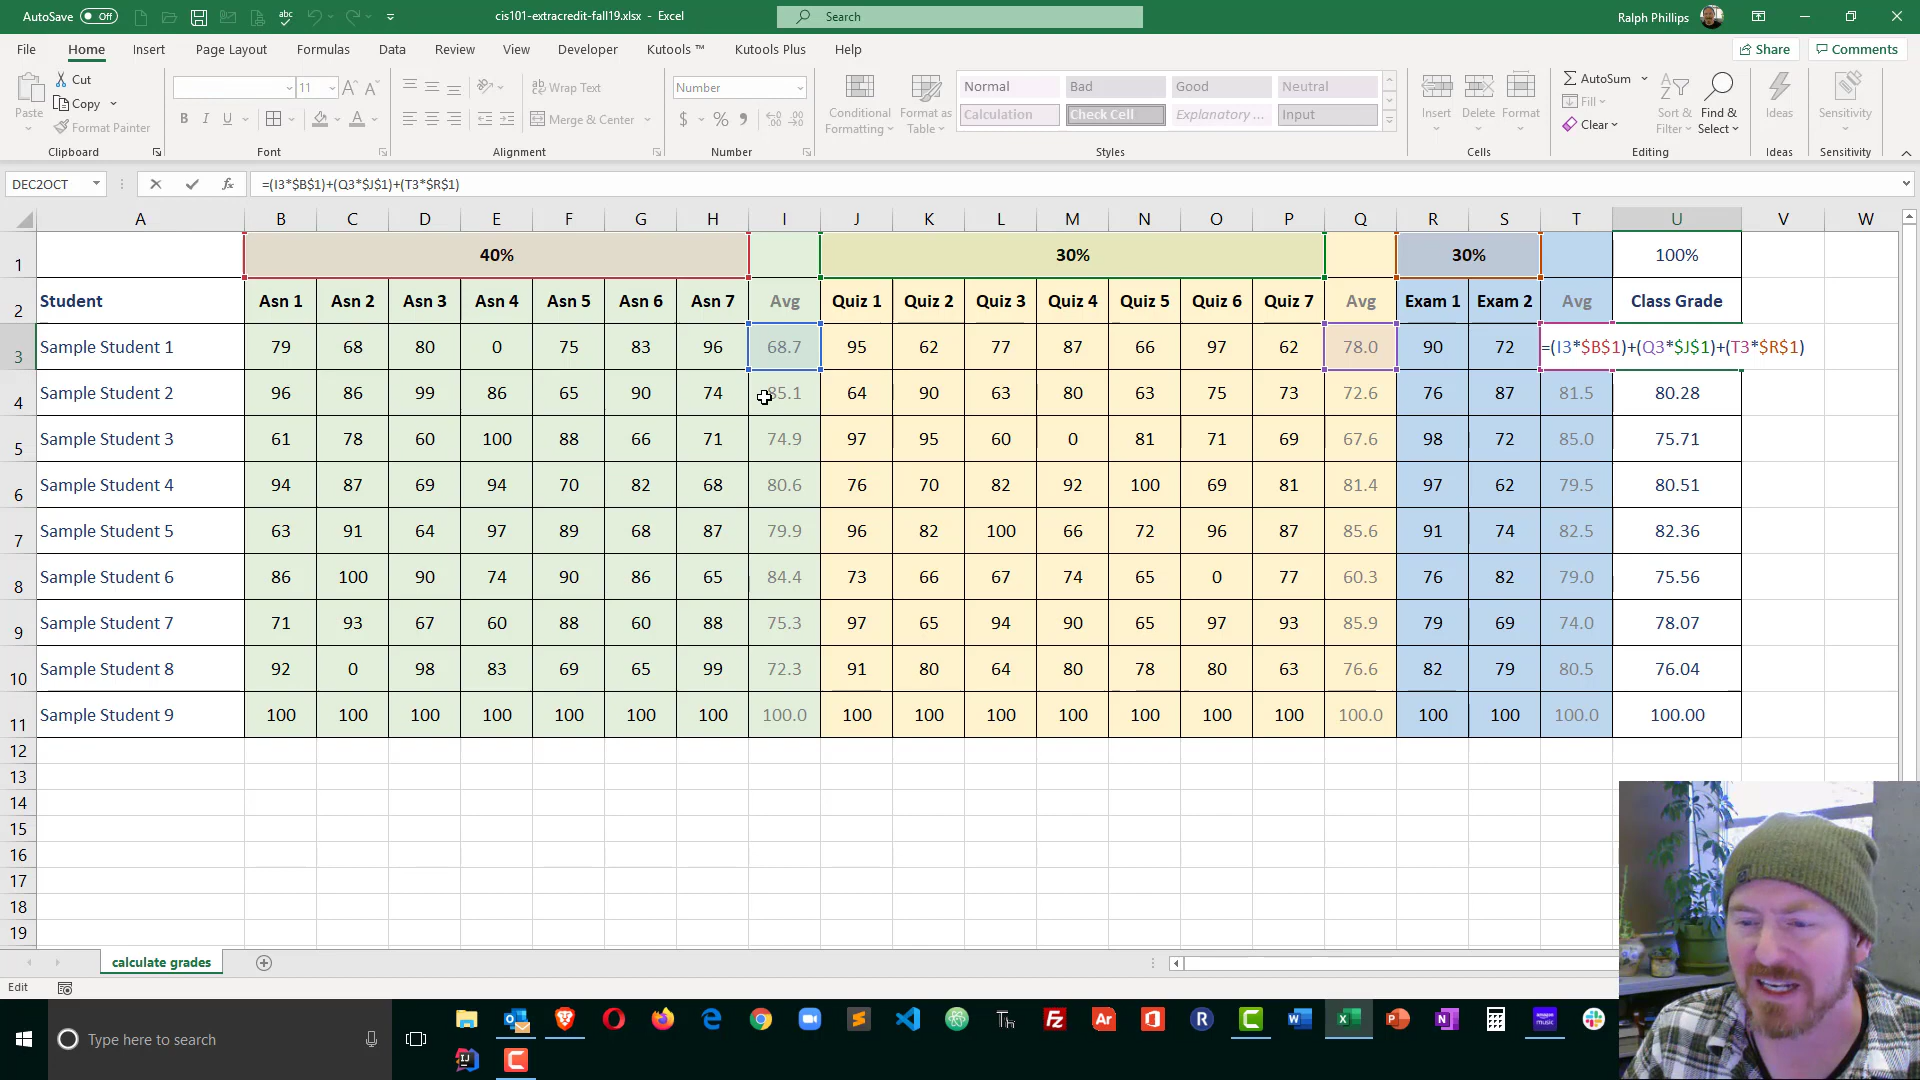 AutoSave Off
cis101-extracredit-fall19.xlsx - Excel
Search
Ralph Phillips
File Home Insert Page Layout Formulas Data Review View Developer Kutools ™ Kutools Plus Help
Share Comments
Paste
Cut
Copy
Format Painter
Clipboard
11
B I U
Font
Wrap Text
Merge & Center
Alignment
Number
$ % ,
Number
Conditional Formatting
Format as Table
Normal Bad Good Neutral
Calculation Check Cell Explanatory ... Input
Styles
Insert Delete Format
Cells
AutoSum
Fill
Clear
Sort & Filter
Find & Select
Editing
Ideas
Ideas
Sensitivity
Sensitivity
DEC2OCT fx =(I3*$B$1)+(Q3*$J$1)+(T3*$R$1)
A B C D E F G H I J K L M N O P Q R S T U V W
1 40% 30% 30% 100%
2 Student Asn 1 Asn 2 Asn 3 Asn 4 Asn 5 Asn 6 Asn 7 Avg Quiz 1 Quiz 2 Quiz 3 Quiz 4 Quiz 5 Quiz 6 Quiz 7 Avg Exam 1 Exam 2 Avg Class Grade
3 Sample Student 1 79 68 80 0 75 83 96 68.7 95 62 77 87 66 97 62 78.0 90 72 =(I3*$B$1)+(Q3*$J$1)+(T3*$R$1)
4 Sample Student 2 96 86 99 86 65 90 74 85.1 64 90 63 80 63 75 73 72.6 76 87 81.5 80.28
5 Sample Student 3 61 78 60 100 88 66 71 74.9 97 95 60 0 81 71 69 67.6 98 72 85.0 75.71
6 Sample Student 4 94 87 69 94 70 82 68 80.6 76 70 82 92 100 69 81 81.4 97 62 79.5 80.51
7 Sample Student 5 63 91 64 97 89 68 87 79.9 96 82 100 66 72 96 87 85.6 91 74 82.5 82.36
8 Sample Student 6 86 100 90 74 90 86 65 84.4 73 66 67 74 65 0 77 60.3 76 82 79.0 75.56
9 Sample Student 7 71 93 67 60 88 60 88 75.3 97 65 94 90 65 97 93 85.9 79 69 74.0 78.07
10 Sample Student 8 92 0 98 83 69 65 99 72.3 91 80 64 80 78 80 63 76.6 82 79 80.5 76.04
11 Sample Student 9 100 100 100 100 100 100 100 100.0 100 100 100 100 100 100 100 100.0 100 100 100.0 100.00
12
13
14
15
16
17
18
19
calculate grades
Edit
Type here to search